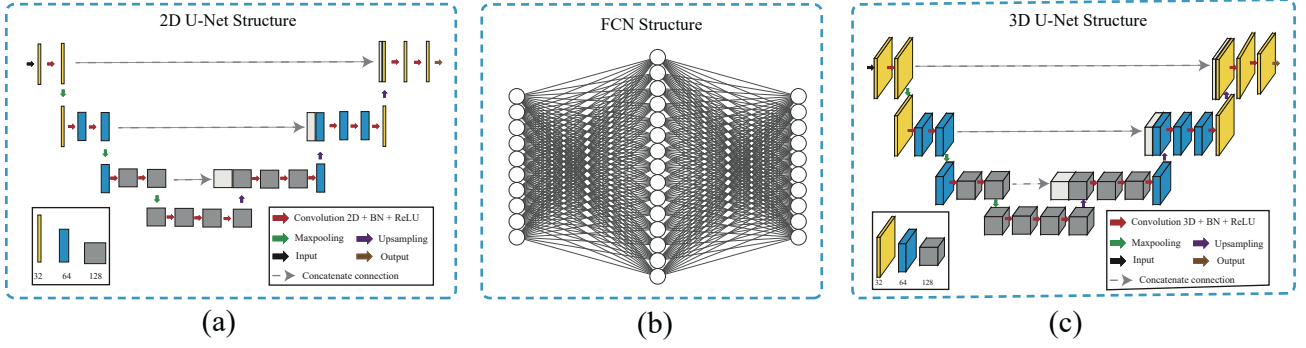 2D U-Net Structure
32
64
128
Convolution 2D + BN + ReLU
Maxpooling
Upsampling
Input
Output
Concatenate connection
(a)
FCN Structure
(b)
3D U-Net Structure
32
64
128
Convolution 3D + BN + ReLU
Maxpooling
Upsampling
Input
Output
Concatenate connection
(c)